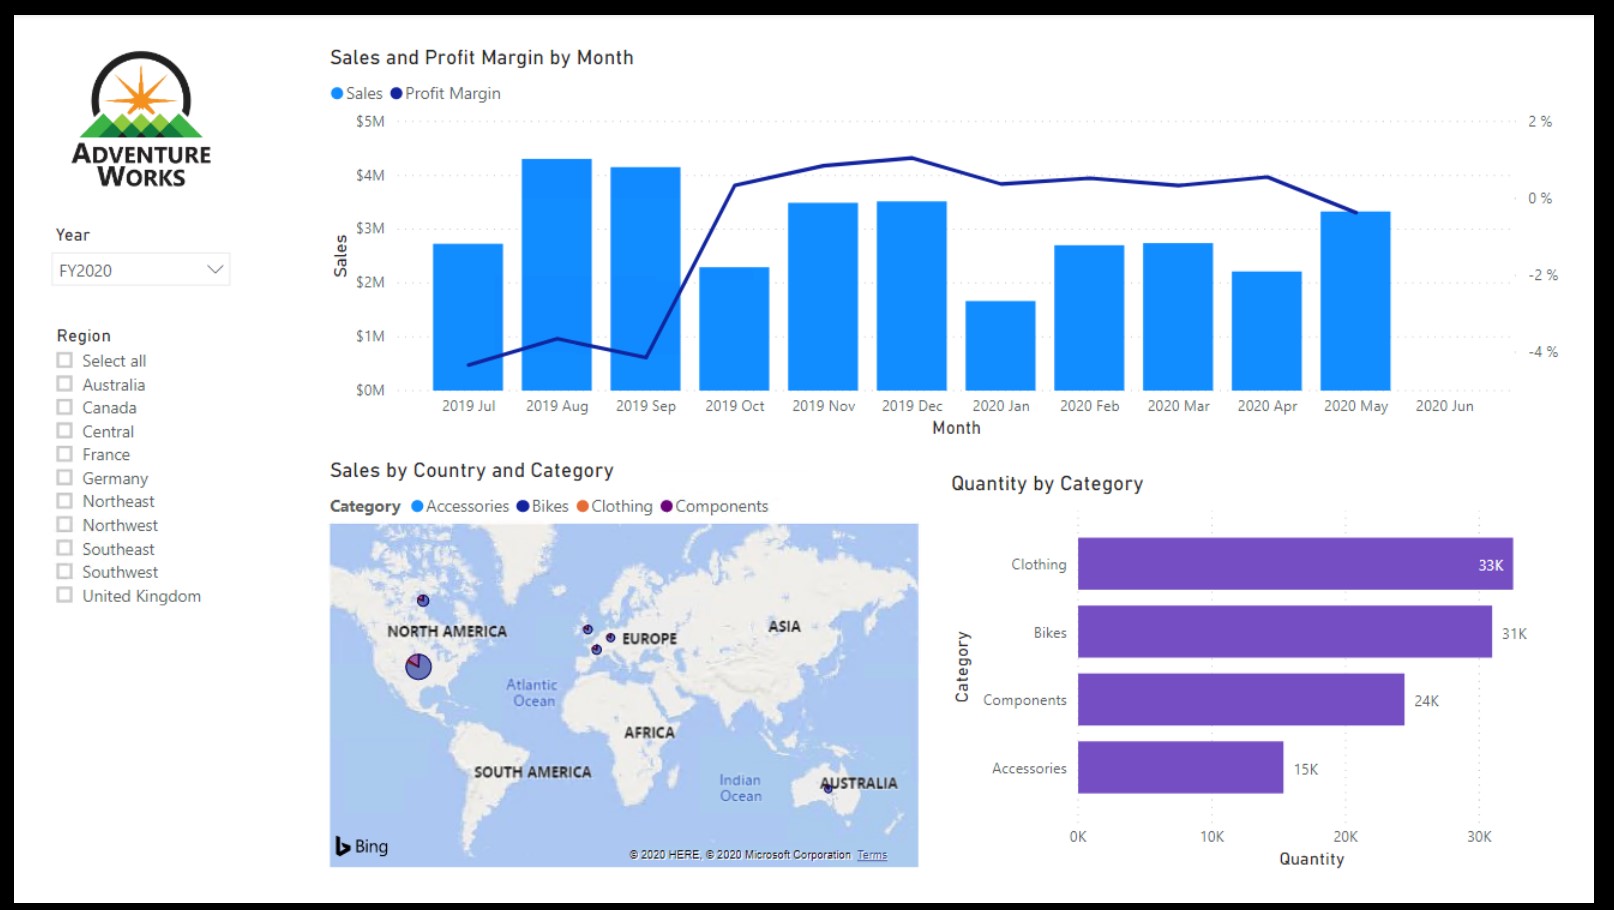 ADVENTURE
WORKS
Year
FY2020
Region
Select all
Australia
Canada
Central
France
Germany
Northeast
Northwest
Southeast
Southwest
United Kingdom
Sales and Profit Margin by Month
Sales Profit Margin
$5M
$4M
$3M
$2M
$1M
$0M
Sales
2 %
0 %
-2 %
-4 %
2019 Jul 2019 Aug 2019 Sep 2019 Oct 2019 Nov 2019 Dec 2020 Jan 2020 Feb 2020 Mar 2020 Apr 2020 May 2020 Jun
Month
Sales by Country and Category
Category Accessories Bikes Clothing Components
NORTH AMERICA
EUROPE
ASIA
Atlantic
Ocean
AFRICA
SOUTH AMERICA
Indian
Ocean
AUSTRALIA
Bing
© 2020 HERE, © 2020 Microsoft Corporation Terms
Quantity by Category
Category
Clothing 33K
Bikes 31K
Components 24K
Accessories 15K
0K 10K 20K 30K
Quantity